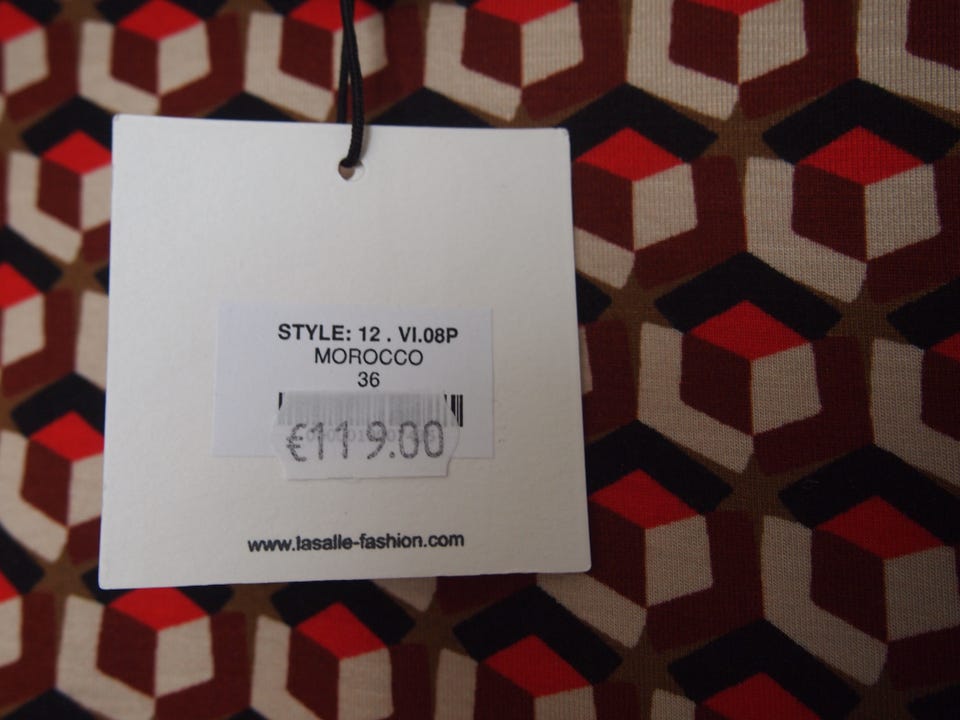 STYLE: 12 . VI.08P
MOROCCO
36
€119.00
www.lasalle-fashion.com